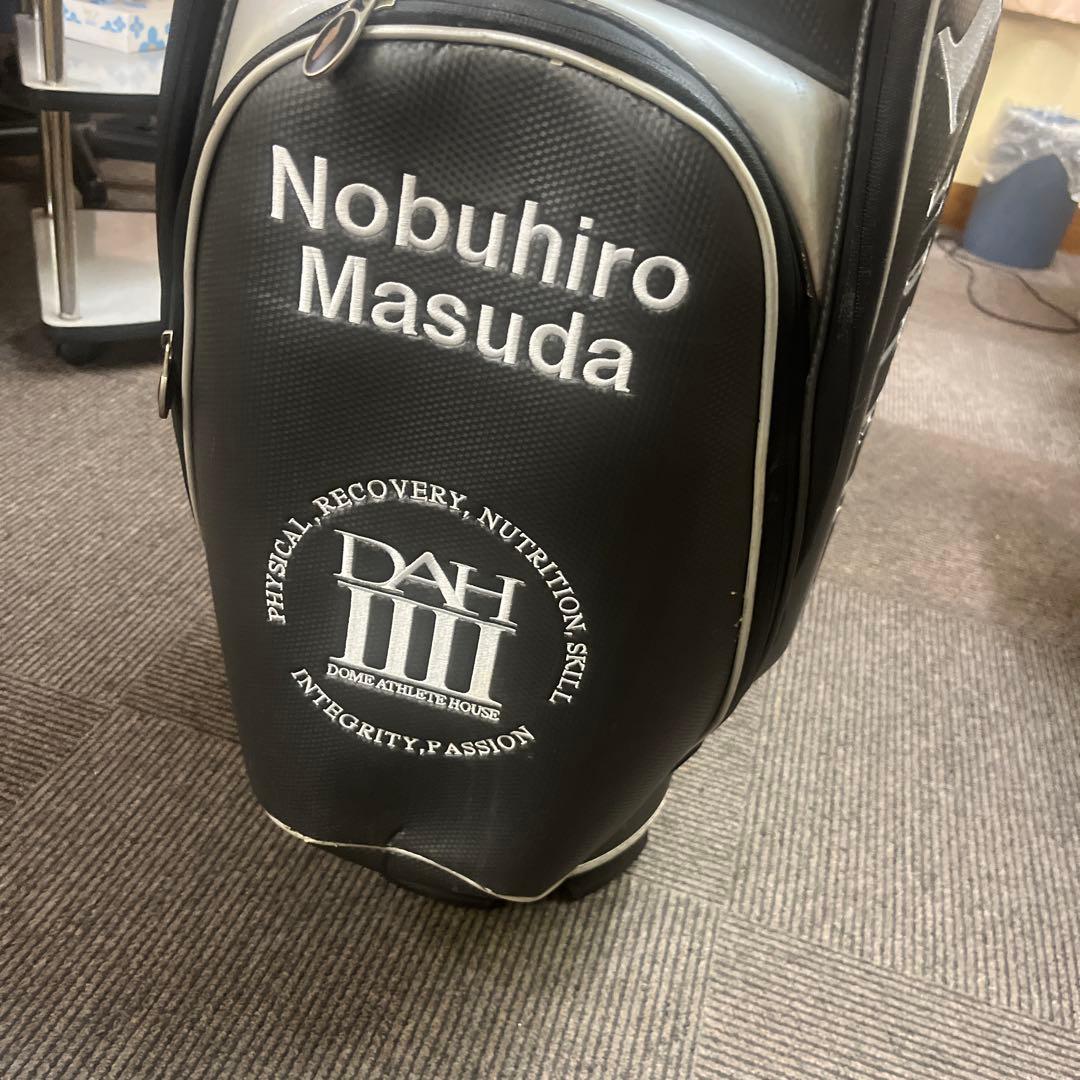 Nobuhiro
Masuda
PHYSICAL,RECOVERY, NUTRITION, SKILL
DAH
DOME ATHLETE HOUSE
INTEGRITY,PASSION